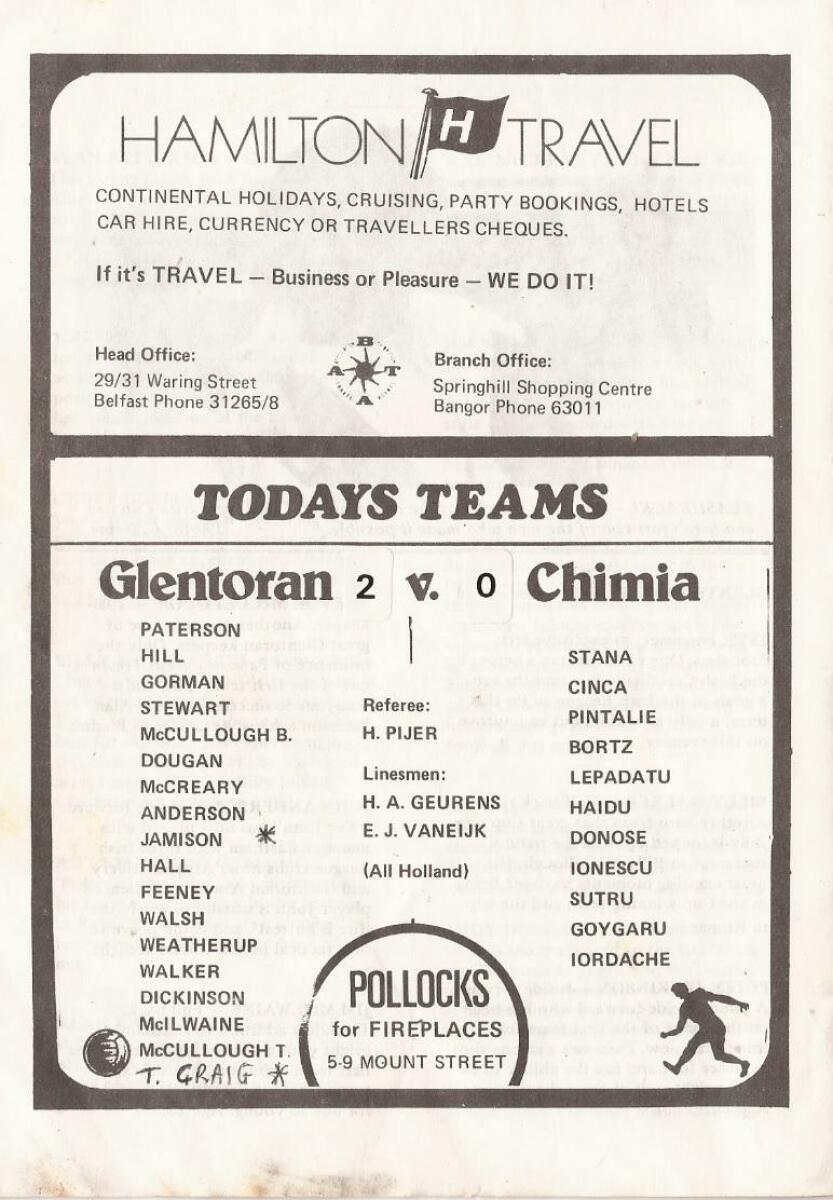 HAMILTON H TRAVEL
CONTINENTAL HOLIDAYS, CRUISING, PARTY BOOKINGS, HOTELS
CAR HIRE, CURRENCY OR TRAVELLERS CHEQUES.
If it's TRAVEL — Business or Pleasure — WE DO IT!
Head Office:
29/31 Waring Street
Belfast Phone 31265/8
A B T A
Branch Office:
Springhill Shopping Centre
Bangor Phone 63011
TODAYS TEAMS
Glentoran 2 v. 0 Chimia
PATERSON
HILL
GORMAN
STEWART
McCULLOUGH B.
DOUGAN
McCREARY
ANDERSON
JAMISON *
HALL
FEENEY
WALSH
WEATHERUP
WALKER
DICKINSON
McILWAINE
McCULLOUGH T.
T. GRAIG *
Referee:
H. PIJER
Linesmen:
H. A. GEURENS
E. J. VANEIJK
(All Holland)
POLLOCKS
for FIREPLACES
5-9 MOUNT STREET
STANA
CINCA
PINTALIE
BORTZ
LEPADATU
HAIDU
DONOSE
IONESCU
SUTRU
GOYGARU
IORDACHE